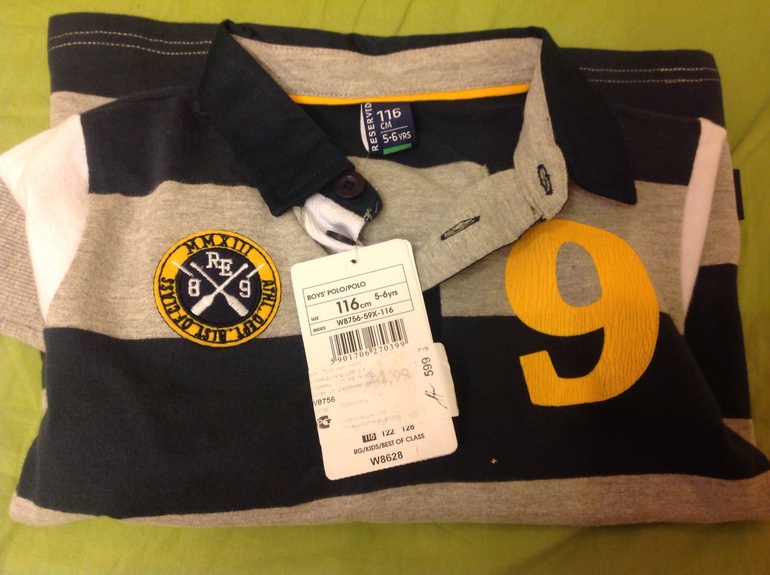 RESERVED
116
CM
5-6 YRS
MMXIII
RE
8 9
ATHL. DEPT. BEST OF CLASS
9
BOYS' POLO/POLO
SIZE 116cm 5-6yrs
INDEX W8756-59X-116
5901706270399
РУБ 599
W8756
116 122 128
RG/KIDS/BEST OF CLASS
W8628